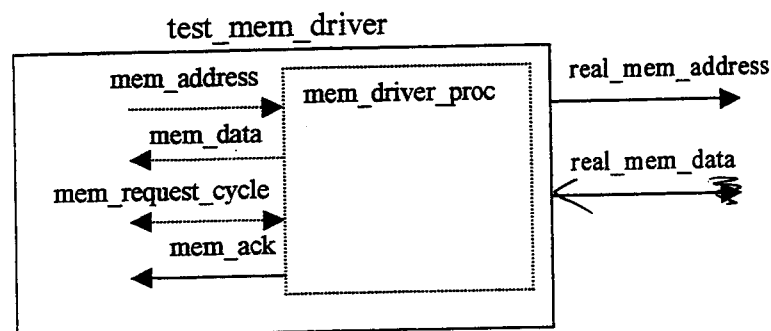 test_mem_driver
mem_address
mem_driver_proc
real_mem_address
mem_data
real_mem_data
mem_request_cycle
mem_ack